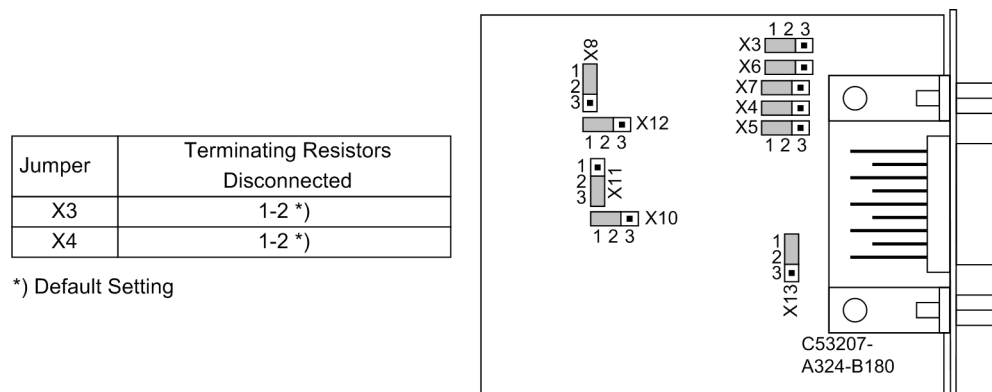 Jumper
Terminating Resistors
Disconnected
X3
1-2 *)
X4
1-2 *)
*) Default Setting
X8
1
2
3
X12
1 2 3
1
2
3
X11
X10
1 2 3
1 2 3
X3
X6
X7
X4
X5
1 2 3
1
2
3
X13
C53207-
A324-B180